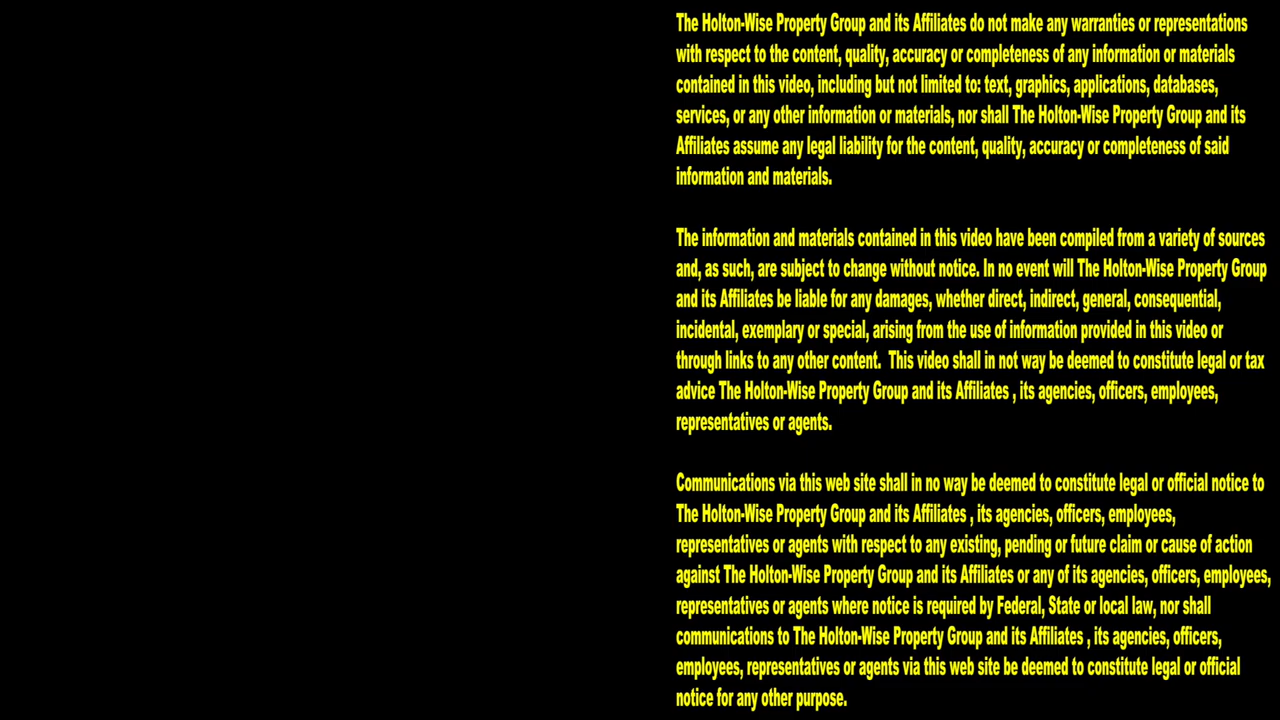 The Holton-Wise Property Group and its Affiliates do not make any warranties or representations
with respect to the content, quality, accuracy or completeness of any information or materials
contained in this video, including but not limited to: text, graphics, applications, databases,
services, or any other information or materials, nor shall The Holton-Wise Property Group and its
Affiliates assume any legal liability for the content, quality, accuracy or completeness of said
information and materials.
The information and materials contained in this video have been compiled from a variety of sources
and, as such, are subject to change without notice. In no event will The Holton-Wise Property Group
and its Affiliates be liable for any damages, whether direct, indirect, general, consequential,
incidental, exemplary or special, arising from the use of information provided in this video or
through links to any other content.  This video shall in not way be deemed to constitute legal or tax
advice The Holton-Wise Property Group and its Affiliates , its agencies, officers, employees,
representatives or agents.
Communications via this web site shall in no way be deemed to constitute legal or official notice to
The Holton-Wise Property Group and its Affiliates , its agencies, officers, employees,
representatives or agents with respect to any existing, pending or future claim or cause of action
against The Holton-Wise Property Group and its Affiliates or any of its agencies, officers, employees,
representatives or agents where notice is required by Federal, State or local law, nor shall
communications to The Holton-Wise Property Group and its Affiliates , its agencies, officers,
employees, representatives or agents via this web site be deemed to constitute legal or official
notice for any other purpose.